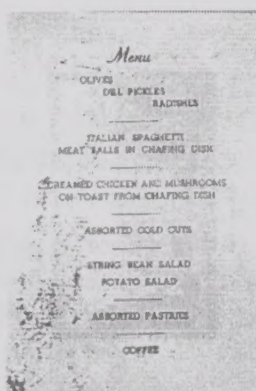 Menu
OLIVES
DILL PICKLES
RADISHES
ITALIAN SPAGHETTI
MEAT BALLS IN CHAFING DISH
CREAMED CHICKEN AND MUSHROOMS
ON TOAST FROM CHAFING DISH
ASSORTED COLD CUTS
STRING BEAN SALAD
POTATO SALAD
ASSORTED PASTRIES
COFFEE